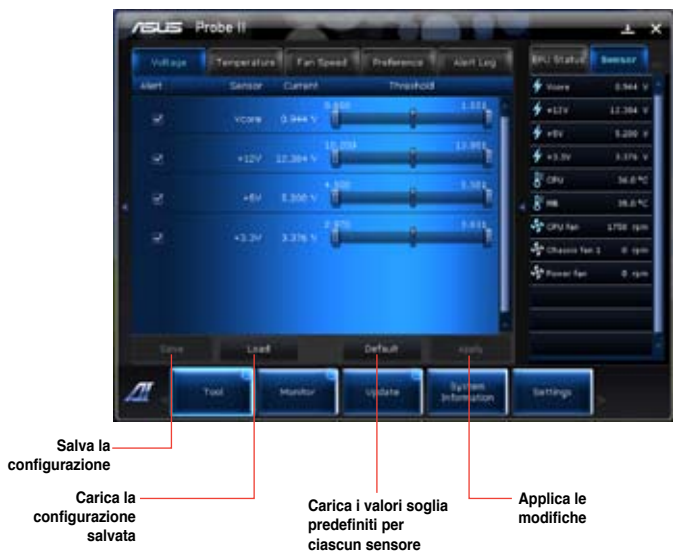 ASUS Probe II
Voltage Temperature Fan Speed Preference Alert Log
CPU Status Sensor
Alert Sensor Current Threshold
Vcore 0.944 V
+12V 12.384 V
+5V 5.200 V
+3.3V 3.376 V
Vcore 0.944 V
+12V 12.384 V
+5V 5.200 V
+3.3V 3.376 V
CPU
MB
CPU Fan 1758 rpm
Chassis Fan 1 0 rpm
Power Fan 0 rpm
Save Load Default Apply
Tool Monitor Update System Information Settings
Salva la
configurazione
Carica la
configurazione
salvata
Carica i valori soglia
predefiniti per
ciascun sensore
Applica le
modifiche